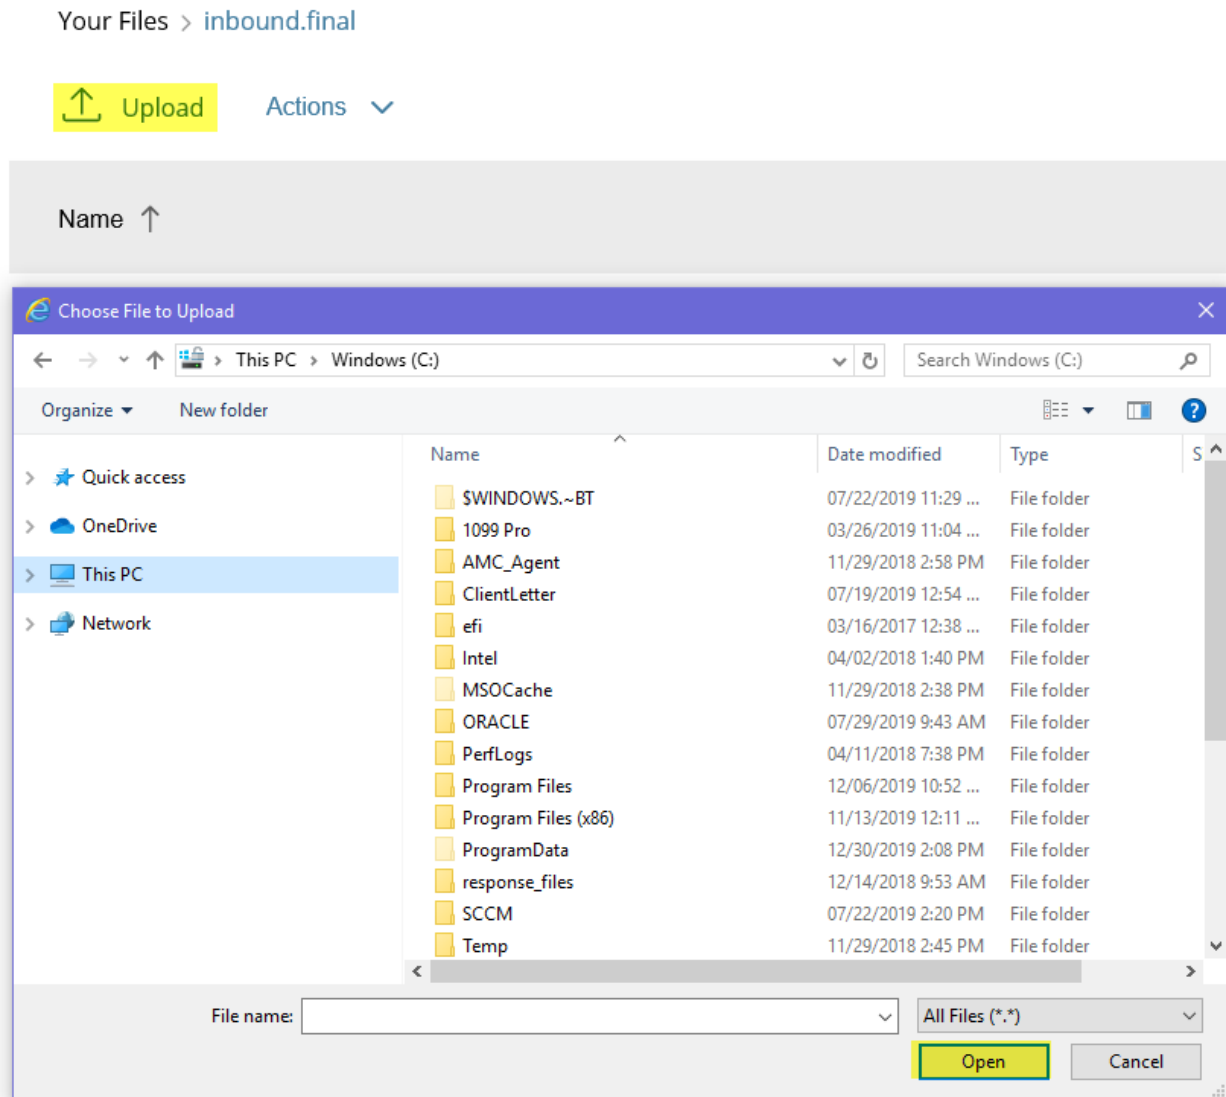 Your Files > inbound.final
Upload Actions
Name ↑
Choose File to Upload
This PC > Windows (C:) Search Windows (C:)
Organize New folder
Name Date modified Type S
Quick access
OneDrive
This PC
Network
$WINDOWS.~BT 07/22/2019 11:29 ... File folder
1099 Pro 03/26/2019 11:04 ... File folder
AMC_Agent 11/29/2018 2:58 PM File folder
ClientLetter 07/19/2019 12:54 ... File folder
efi 03/16/2017 12:38 ... File folder
Intel 04/02/2018 1:40 PM File folder
MSOCache 11/29/2018 2:38 PM File folder
ORACLE 07/29/2019 9:43 AM File folder
PerfLogs 04/11/2018 7:38 PM File folder
Program Files 12/06/2019 10:52 ... File folder
Program Files (x86) 11/13/2019 12:11 ... File folder
ProgramData 12/30/2019 2:08 PM File folder
response_files 12/14/2018 9:53 AM File folder
SCCM 07/22/2019 2:20 PM File folder
Temp 11/29/2018 2:45 PM File folder
File name: All Files (*.*)
Open Cancel